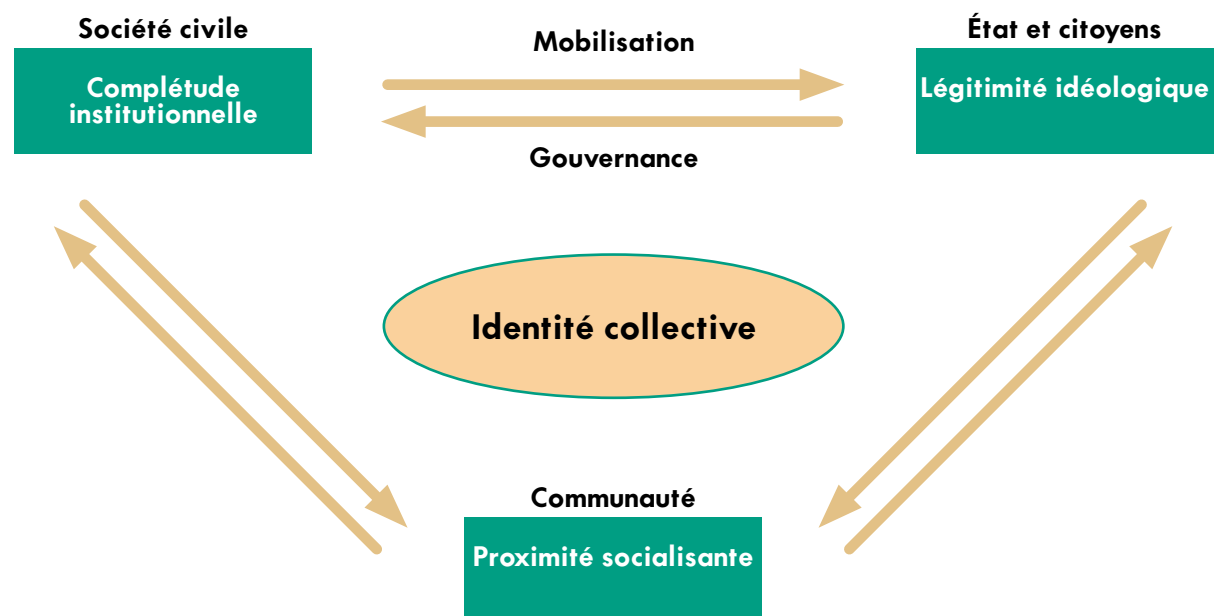 Société civile
Mobilisation
État et citoyens
Complétude
institutionnelle
Légitimité idéologique
Gouvernance
Identité collective
Communauté
Proximité socialisante